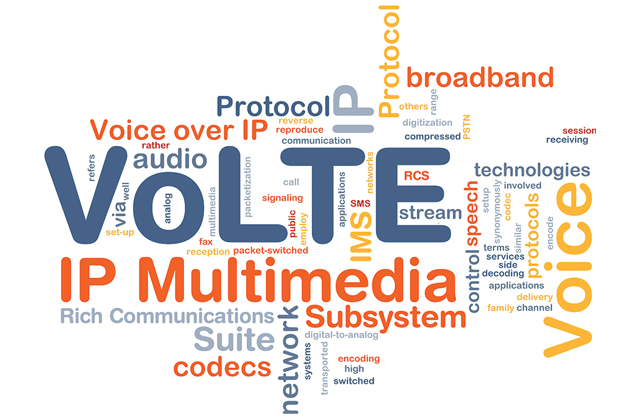 Protocol
broadband
others
range
Protocol
IP
reverse
digitization
PSTN
Voice over IP
reproduce
compressed
session
communication
receiving
rather
VoLTE
refers
audio
packetization
networks
technologies
well
call
applications
RCS
involved
via
analog
multimedia
signaling
SMS
speech
setup
synonymously
codec
protocols
Voice
public
employ
IMS
stream
set-up
fax
similar
encode
reception
packet-switched
terms
services
side
decoding
control
IP Multimedia
applications
delivery
Rich Communications
network
Subsystem
family
channel
Suite
digital-to-analog
systems
transported
codecs
encoding
high
switched